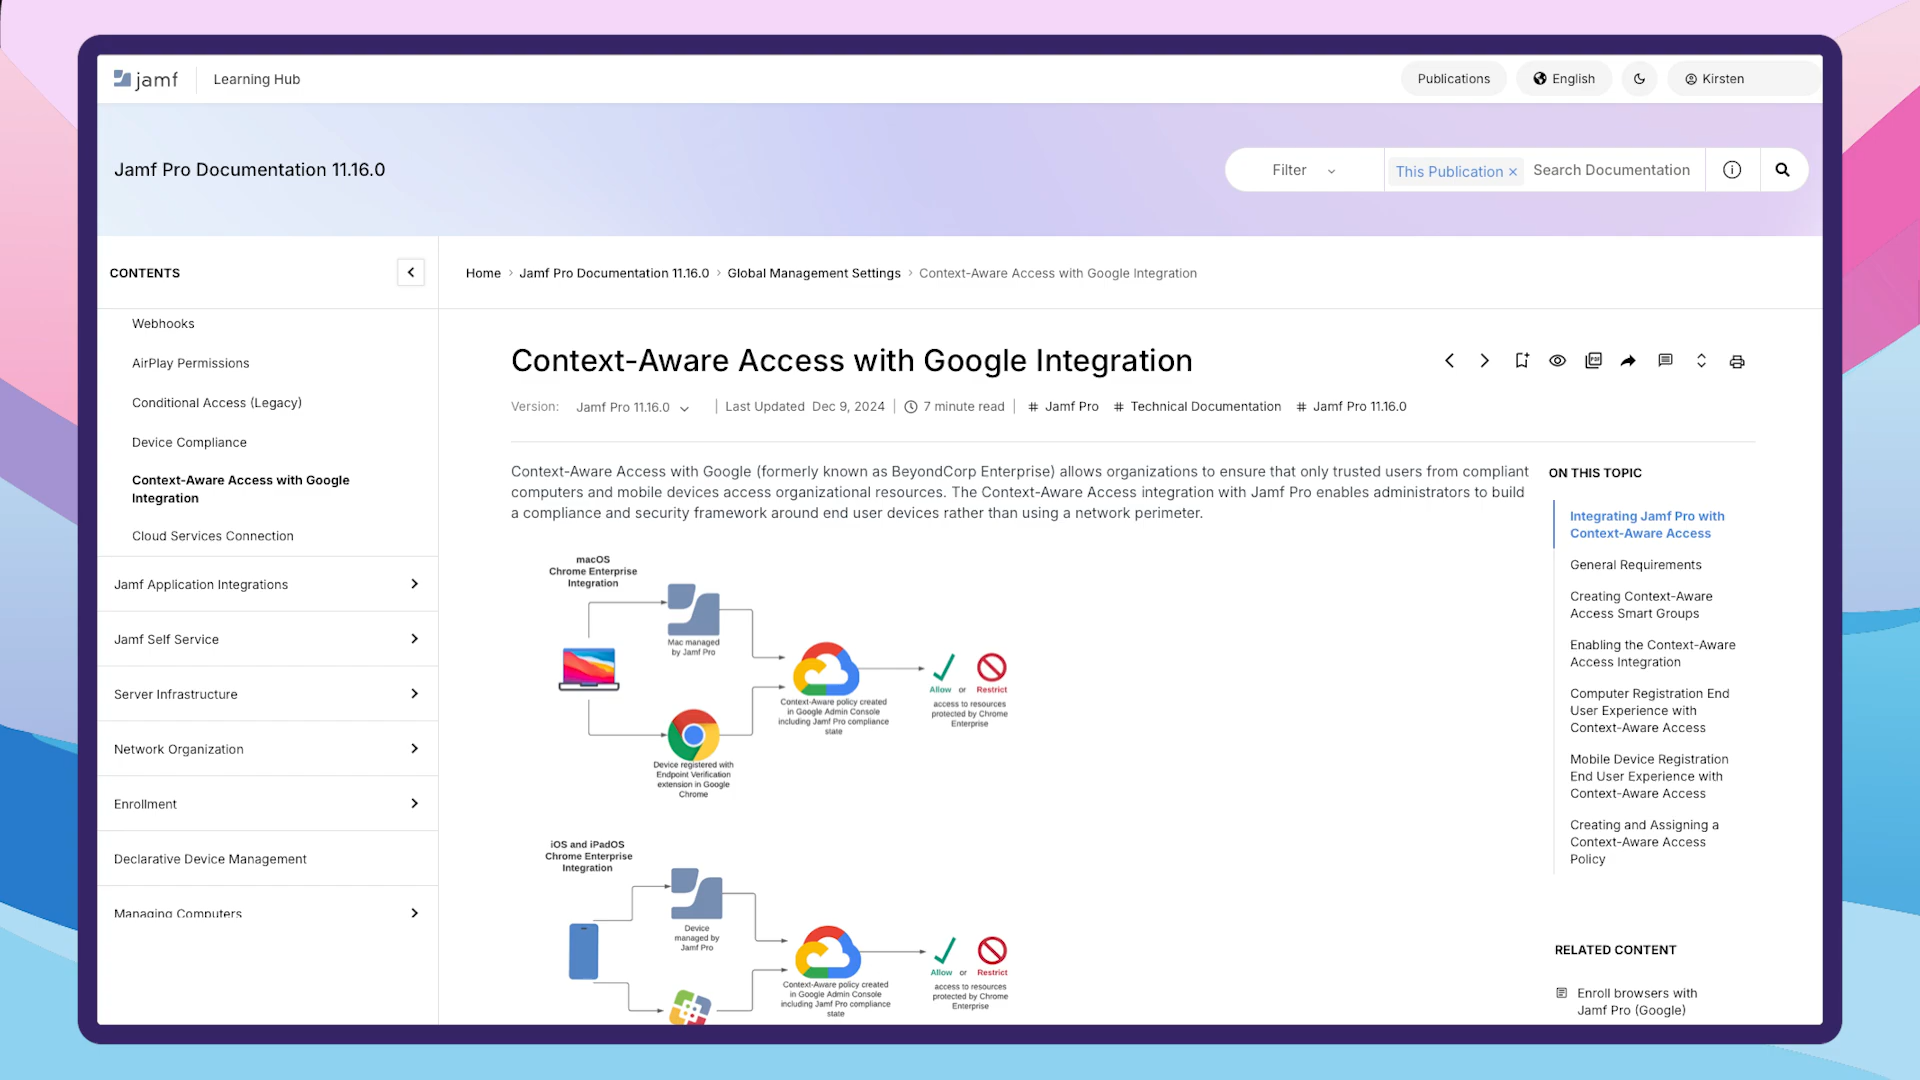 jamf
Learning Hub
Publications
English
Kirsten
Jamf Pro Documentation 11.16.0
Filter
This Publication ×
Search Documentation
CONTENTS
Home › Jamf Pro Documentation 11.16.0 › Global Management Settings › Context-Aware Access with Google Integration
Webhooks
AirPlay Permissions
Conditional Access (Legacy)
Device Compliance
Context-Aware Access with Google
Integration
Cloud Services Connection
Jamf Application Integrations
Jamf Self Service
Server Infrastructure
Network Organization
Enrollment
Declarative Device Management
Managing Computers
Context-Aware Access with Google Integration
PDF
Version: Jamf Pro 11.16.0 | Last Updated Dec 9, 2024 | 7 minute read | # Jamf Pro # Technical Documentation # Jamf Pro 11.16.0
Context-Aware Access with Google (formerly known as BeyondCorp Enterprise) allows organizations to ensure that only trusted users from compliant
computers and mobile devices access organizational resources. The Context-Aware Access integration with Jamf Pro enables administrators to build
a compliance and security framework around end user devices rather than using a network perimeter.
macOS
Chrome Enterprise
Integration
Mac managed
by Jamf Pro
Device registered with
Endpoint Verification
extension in Google
Chrome
Context-Aware policy created
in Google Admin Console
including Jamf Pro compliance
state
Allow or Restrict
access to resources
protected by Chrome
Enterprise
iOS and iPadOS
Chrome Enterprise
Integration
Device
managed by
Jamf Pro
Context-Aware policy created
in Google Admin Console
including Jamf Pro compliance
state
Allow or Restrict
access to resources
protected by Chrome
Enterprise
ON THIS TOPIC
Integrating Jamf Pro with
Context-Aware Access
General Requirements
Creating Context-Aware
Access Smart Groups
Enabling the Context-Aware
Access Integration
Computer Registration End
User Experience with
Context-Aware Access
Mobile Device Registration
End User Experience with
Context-Aware Access
Creating and Assigning a
Context-Aware Access
Policy
RELATED CONTENT
Enroll browsers with
Jamf Pro (Google)